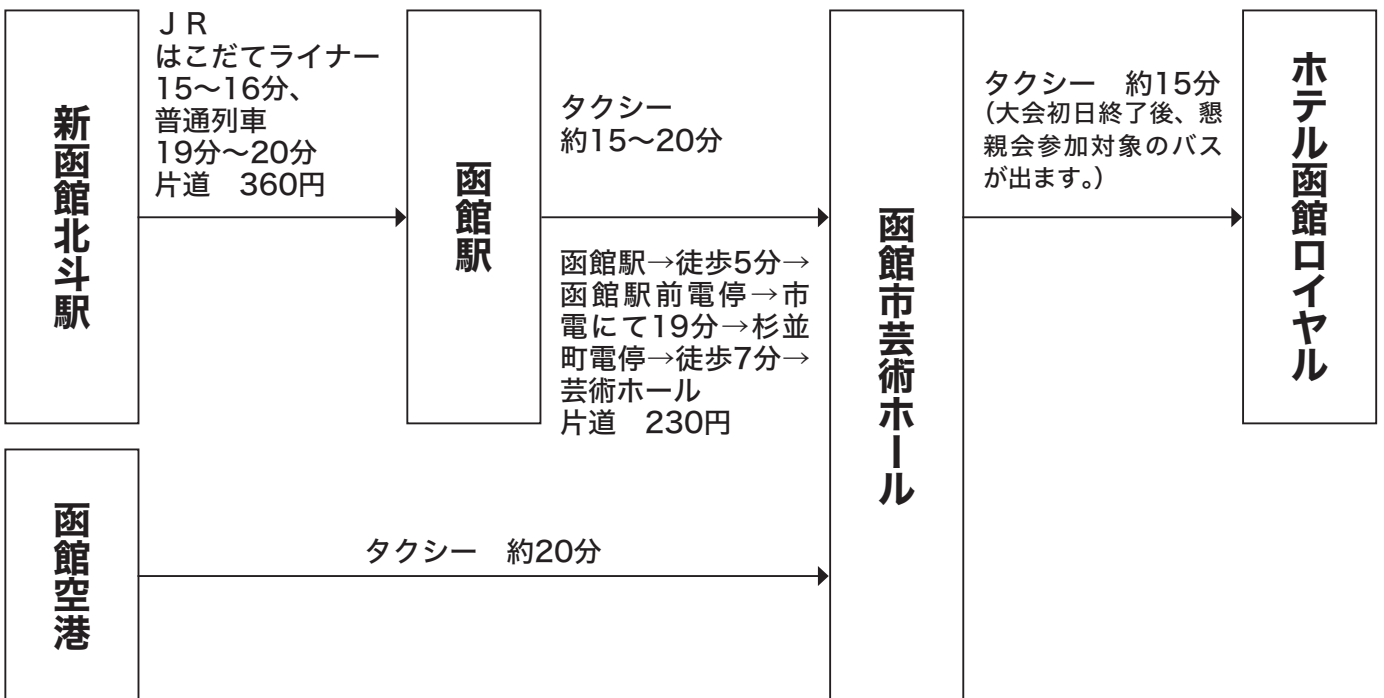 新函館北斗駅
ＪＲ
はこだてライナー
15〜16分、
普通列車
19分〜20分
片道　360円
函館駅
タクシー
約15〜20分
函館駅→徒歩5分→
函館駅前電停→市
電にて19分→杉並
町電停→徒歩7分→
芸術ホール
片道　230円
函館市芸術ホール
タクシー　約15分
（大会初日終了後、懇
親会参加対象のバス
が出ます。）
ホテル函館ロイヤル
函館空港
タクシー　約20分